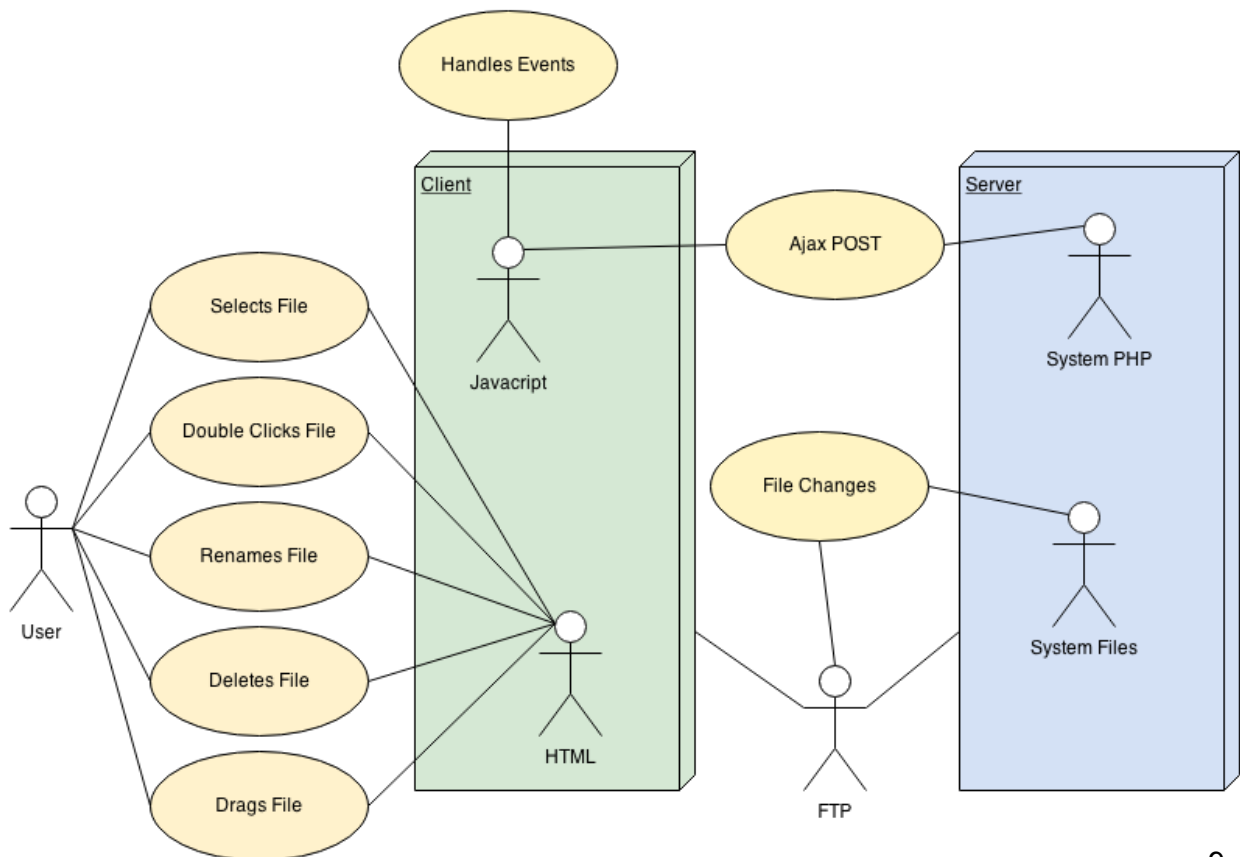 Handles Events
Client
Server
Ajax POST
Selects File
System PHP
Javacript
Double Clicks File
File Changes
Renames File
User
System Files
Deletes File
HTML
Drags File
FTP